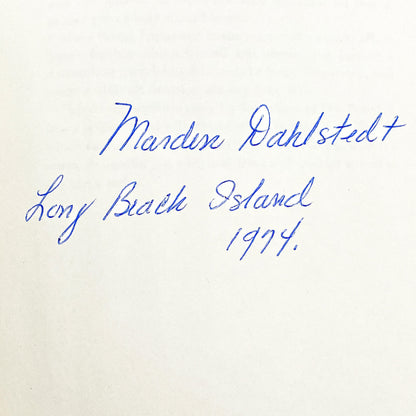 Marden Dahlstedt
Long Beach Island
1974.